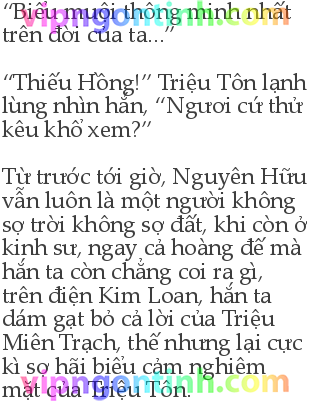 “Biểu muội thông minh nhất
trên đời của ta...”
“Thiếu Hồng!” Triệu Tôn lạnh
lùng nhìn hắn, “Ngươi cứ thử
kêu khổ xem?”
Từ trước tới giờ, Nguyên Hữu
vẫn luôn là một người không
sợ trời không sợ đất, khi còn ở
kinh sư, ngay cả hoàng đế mà
hắn ta còn chẳng coi ra gì,
trên điện Kim Loan, hắn ta
dám gạt bỏ cả lời của Triệu
Miên Trạch, thế nhưng lại cực
kì sợ hãi biểu cảm nghiêm
mặt của Triệu Tôn.
vipngontinh.com
vipngontinh.com